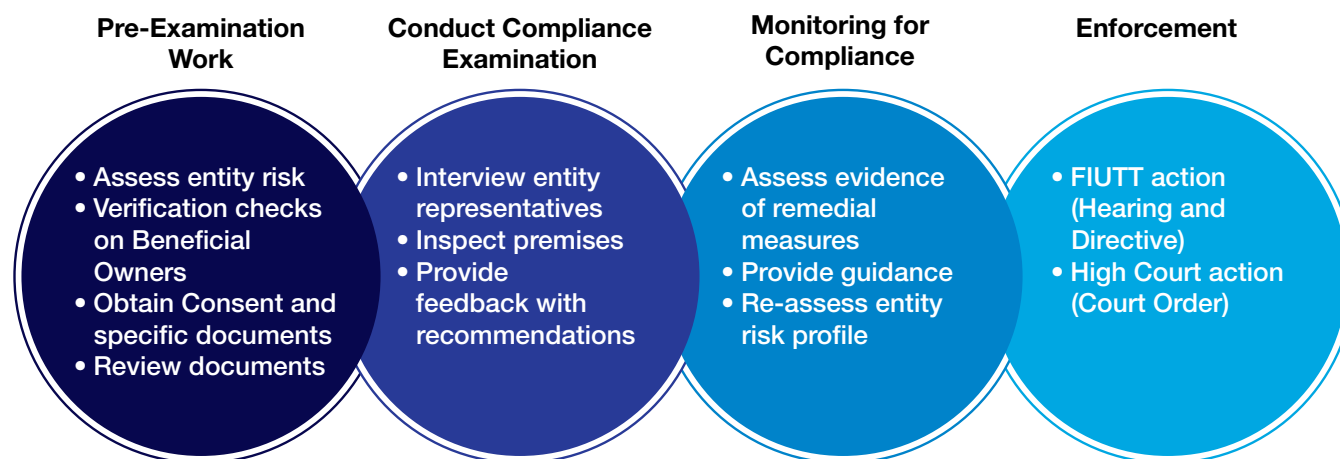 Pre-Examination
Work
• Assess entity risk
• Verification checks
on Beneficial
Owners
• Obtain Consent and
specific documents
• Review documents
Conduct Compliance
Examination
• Interview entity
representatives
• Inspect premises
• Provide
feedback with
recommendations
Monitoring for
Compliance
• Assess evidence
of remedial
measures
• Provide guidance
• Re-assess entity
risk profile
Enforcement
• FIUTT action
(Hearing and
Directive)
• High Court action
(Court Order)